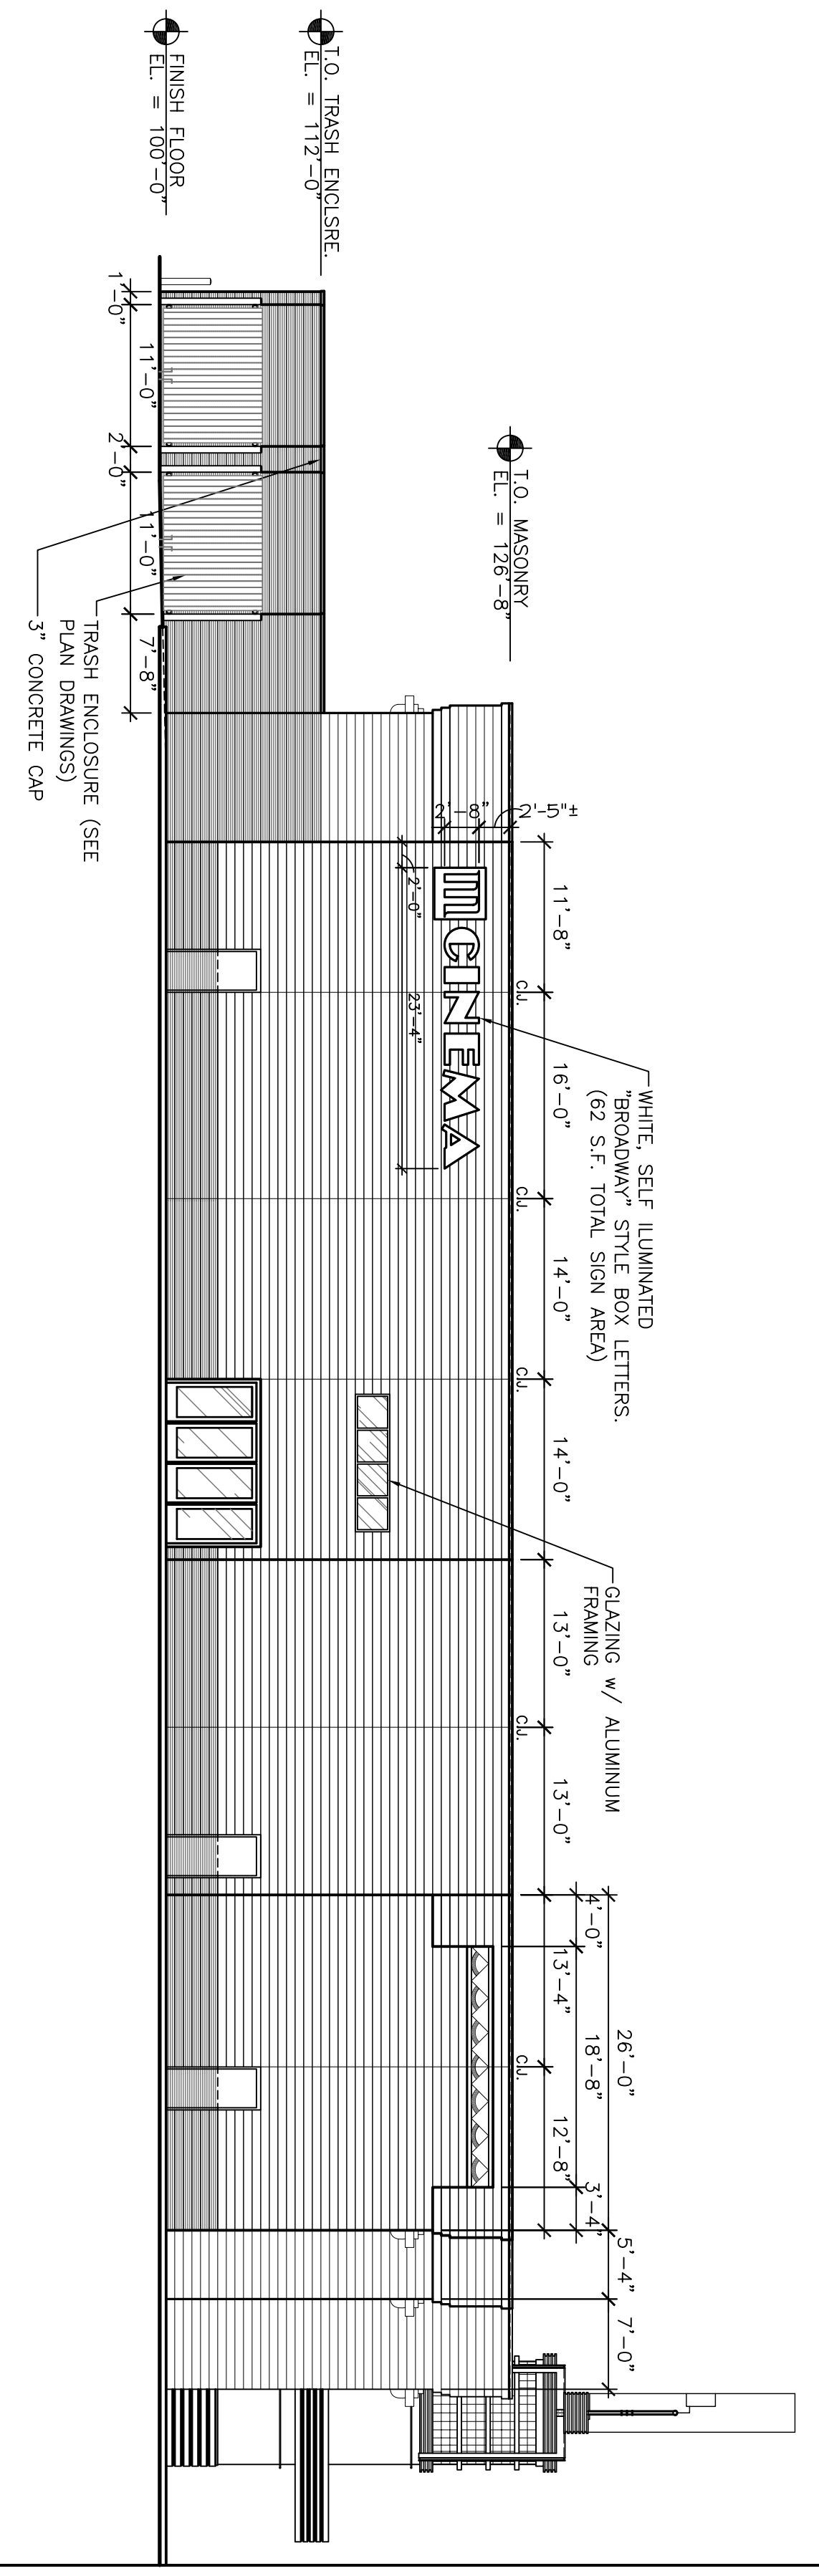 T.O. TRASH ENCLSRE.
EL. = 112'-0"
FINISH FLOOR
EL. = 100'-0"
T.O. MASONRY
EL. = 126'-8"
1'-0"
11'-0"
2'-0"
11'-0"
7'-8"
TRASH ENCLOSURE (SEE
PLAN DRAWINGS)
3" CONCRETE CAP
2'-8"
2'-5"±
2'-0"
23'-4"
m CINEMA
WHITE, SELF ILUMINATED
"BROADWAY" STYLE BOX LETTERS.
(62 S.F. TOTAL SIGN AREA)
11'-8"
C.J.
16'-0"
C.J.
14'-0"
C.J.
14'-0"
GLAZING w/ ALUMINUM
FRAMING
13'-0"
C.J.
13'-0"
26'-0"
5'-4"
7'-0"
4'-0"
18'-8"
3'-4"
13'-4"
C.J.
12'-8"